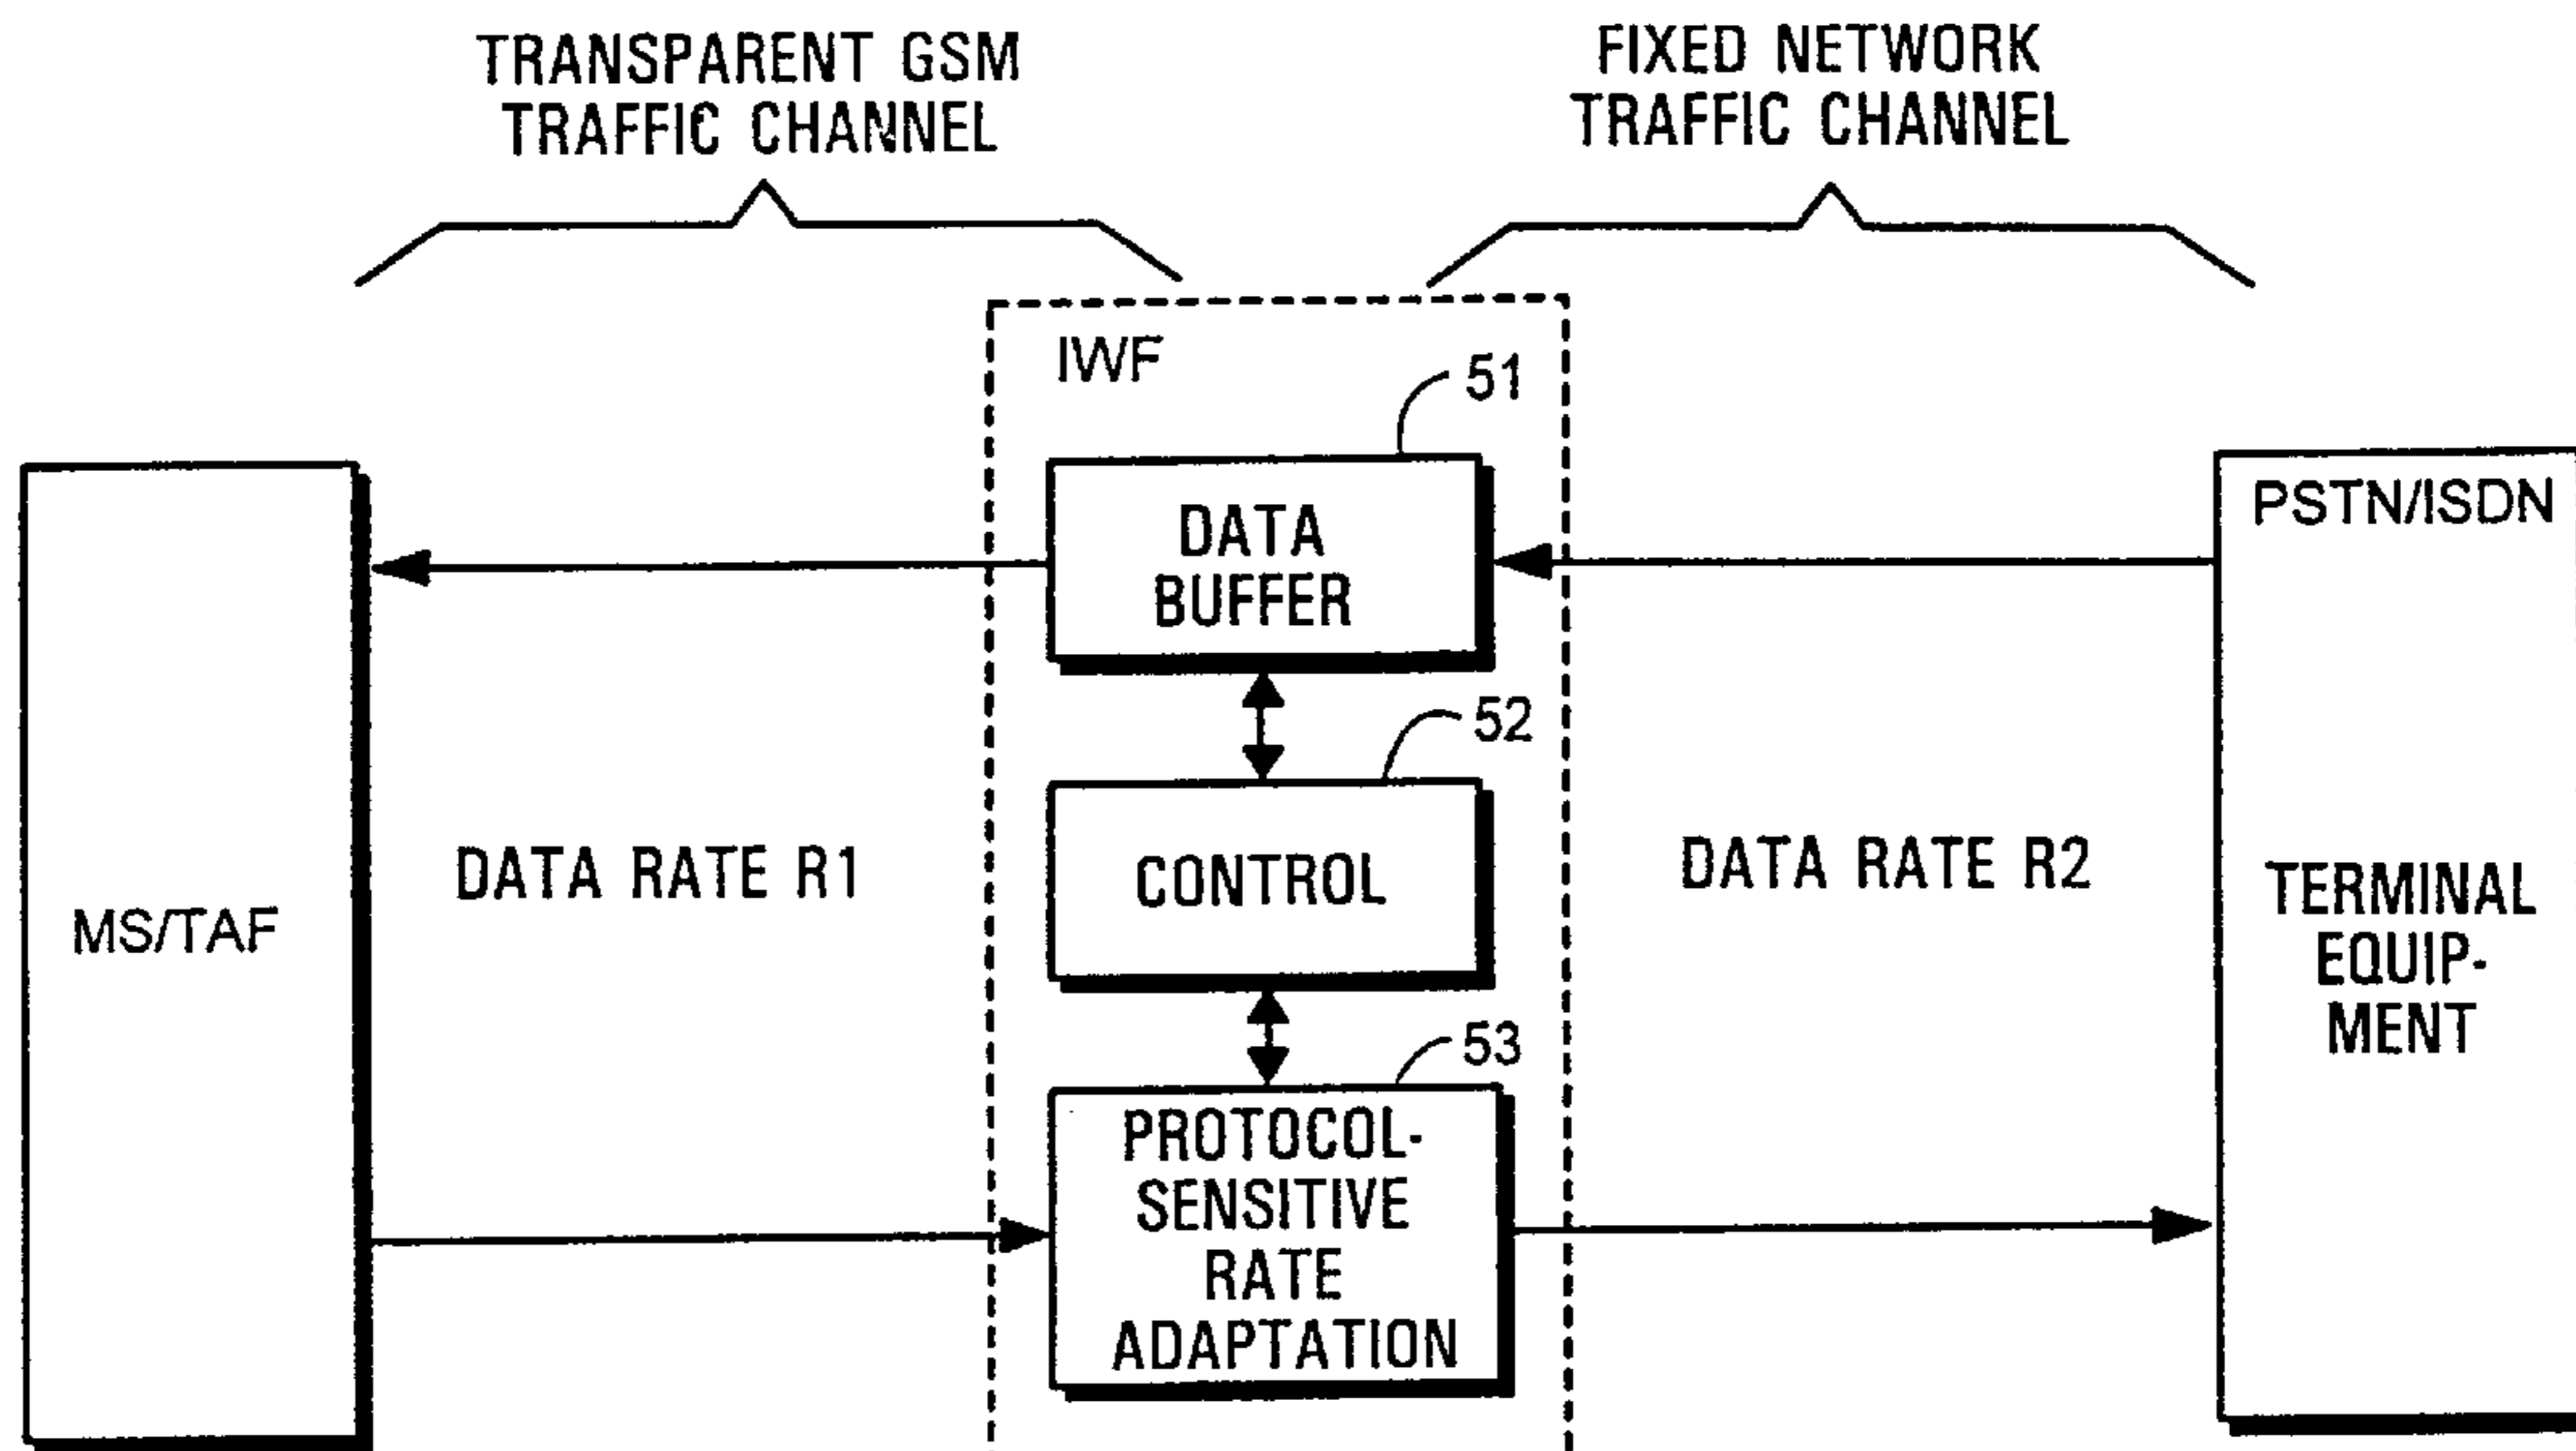 TRANSPARENT GSM
TRAFFIC CHANNEL
FIXED NETWORK
TRAFFIC CHANNEL
IWF
51
DATA
BUFFER
PSTN/ISDN
52
CONTROL
DATA RATE R1
DATA RATE R2
MS/TAF
TERMINAL
EQUIP-
MENT
53
PROTOCOL-
SENSITIVE
RATE
ADAPTATION